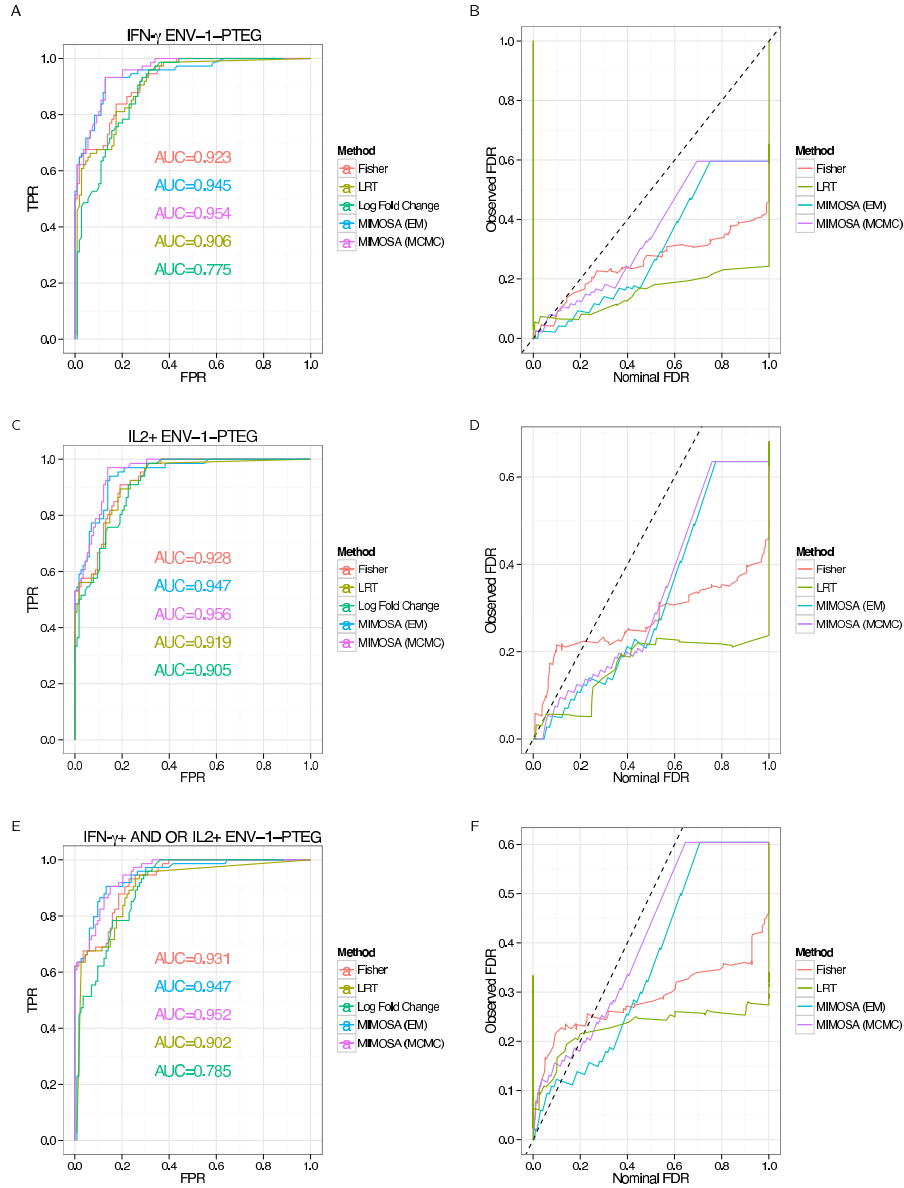 A
IFN-γ ENV−1−PTEG
1.0
0.8
0.6
0.4
0.2
0.0
TPR
AUC=0.923
AUC=0.945
AUC=0.954
AUC=0.906
AUC=0.775
0.0 0.2 0.4 0.6 0.8 1.0
FPR
Method
a Fisher
a LRT
a Log Fold Change
a MIMOSA (EM)
a MIMOSA (MCMC)
B
1.0
0.8
0.6
0.4
0.2
0.0
Observed FDR
0.0 0.2 0.4 0.6 0.8 1.0
Nominal FDR
Method
Fisher
LRT
MIMOSA (EM)
MIMOSA (MCMC)
C
IL2+ ENV−1−PTEG
1.0
0.8
0.6
0.4
0.2
0.0
TPR
AUC=0.928
AUC=0.947
AUC=0.956
AUC=0.919
AUC=0.905
0.0 0.2 0.4 0.6 0.8 1.0
FPR
Method
a Fisher
a LRT
a Log Fold Change
a MIMOSA (EM)
a MIMOSA (MCMC)
D
0.6
0.4
0.2
0.0
Observed FDR
0.0 0.2 0.4 0.6 0.8 1.0
Nominal FDR
Method
Fisher
LRT
MIMOSA (EM)
MIMOSA (MCMC)
E
IFN-γ+ AND OR IL2+ ENV−1−PTEG
1.0
0.8
0.6
0.4
0.2
0.0
TPR
AUC=0.931
AUC=0.947
AUC=0.952
AUC=0.902
AUC=0.785
0.0 0.2 0.4 0.6 0.8 1.0
FPR
Method
a Fisher
a LRT
a Log Fold Change
a MIMOSA (EM)
a MIMOSA (MCMC)
F
0.6
0.5
0.4
0.3
0.2
0.1
0.0
Observed FDR
0.0 0.2 0.4 0.6 0.8 1.0
Nominal FDR
Method
Fisher
LRT
MIMOSA (EM)
MIMOSA (MCMC)